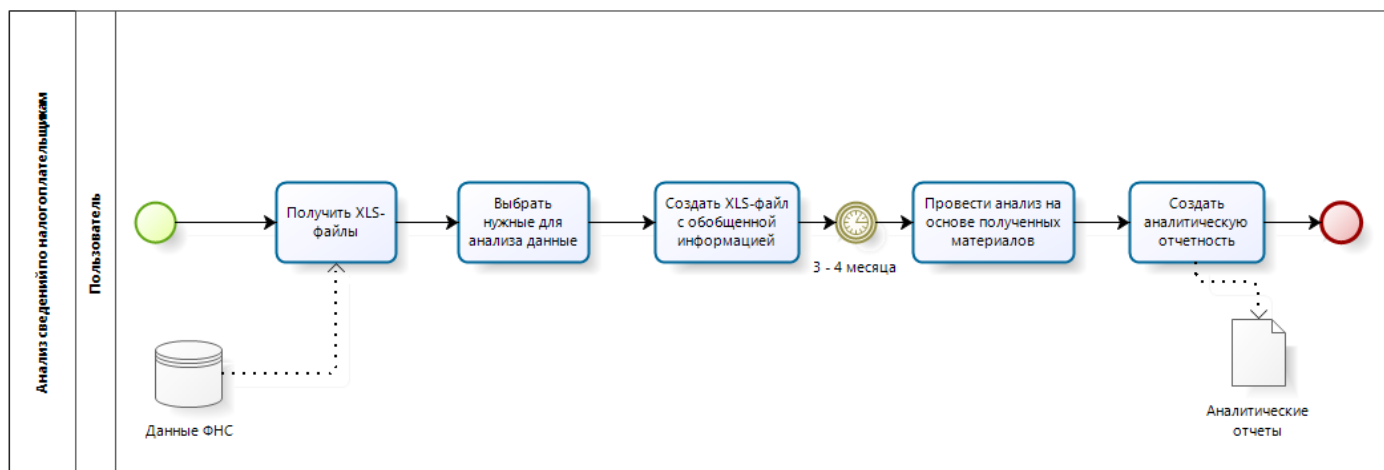 Анализ сведений по налогоплательщикам
Пользователь
Получить XLS-
файлы
Выбрать
нужные для
анализа данные
Создать XLS-файл
с обобщенной
информацией
3 - 4 месяца
Провести анализ на
основе полученных
материалов
Создать
аналитическую
отчетность
Данные ФНС
Аналитические
отчеты